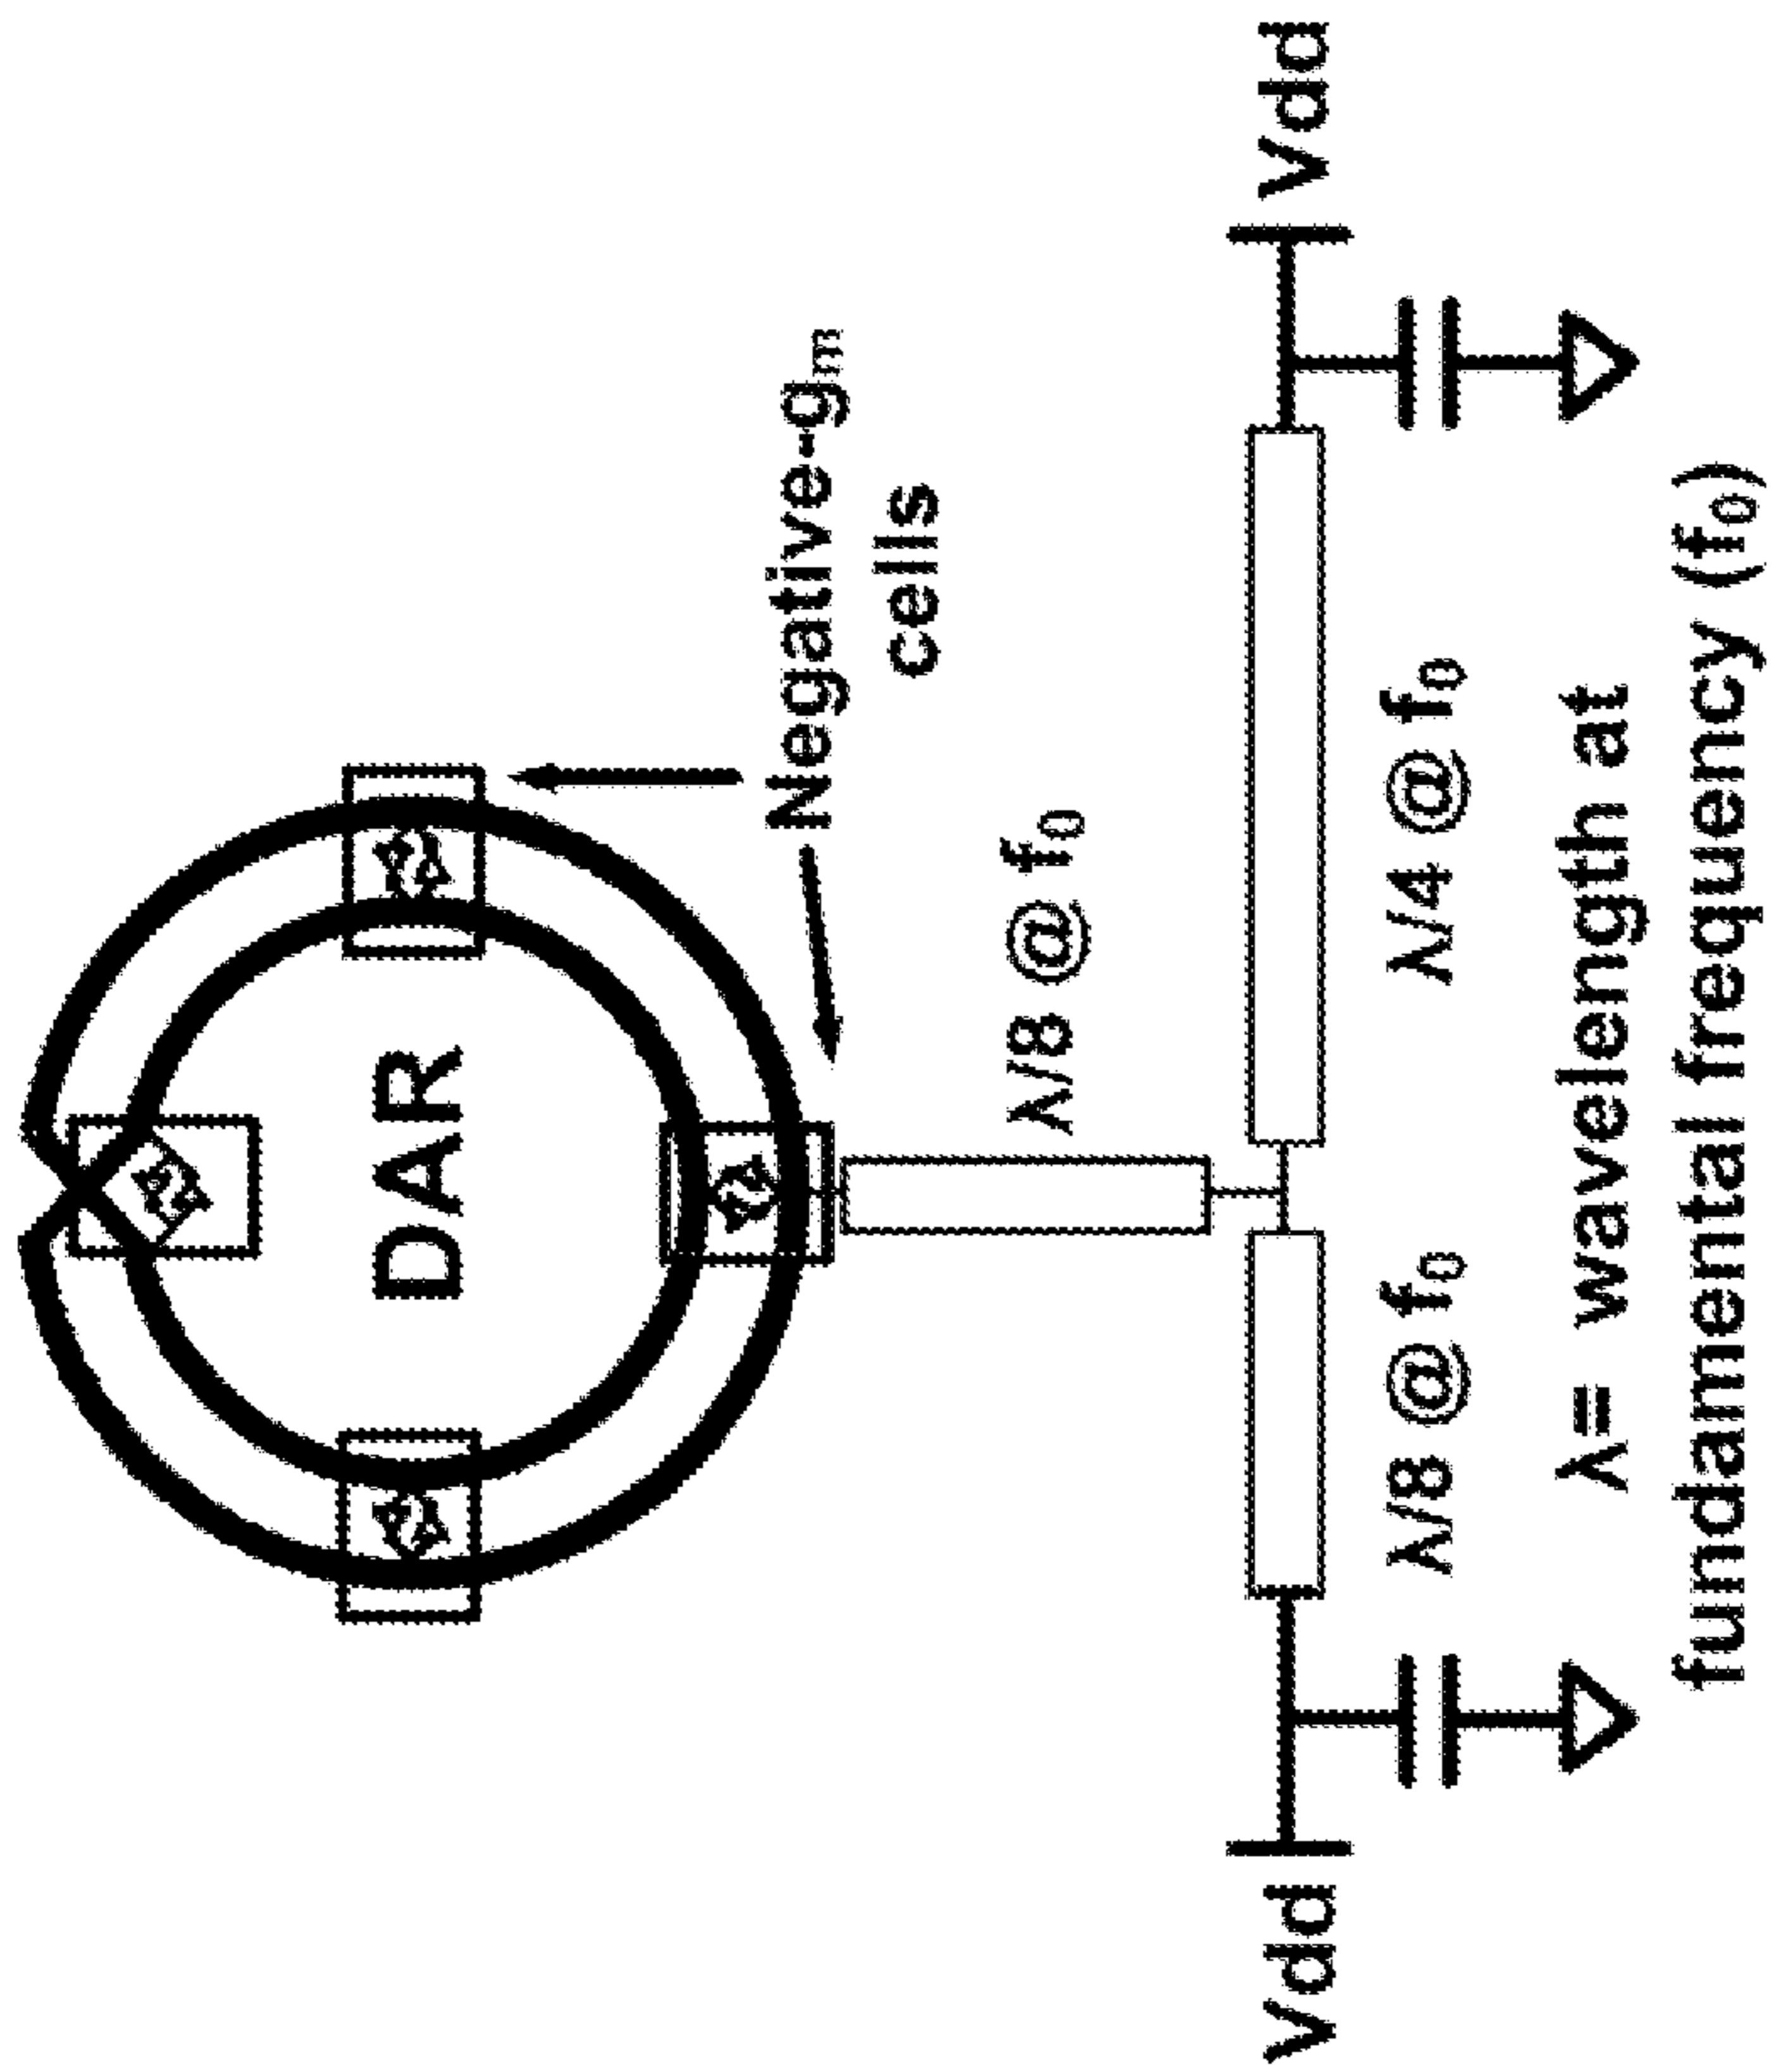 DAR
Negative-gm
cells
λ/8 @ f0
λ/8 @ f0
λ/4 @ f0
Vdd
Vdd
λ= wavelength at
fundamental frequency (f0)